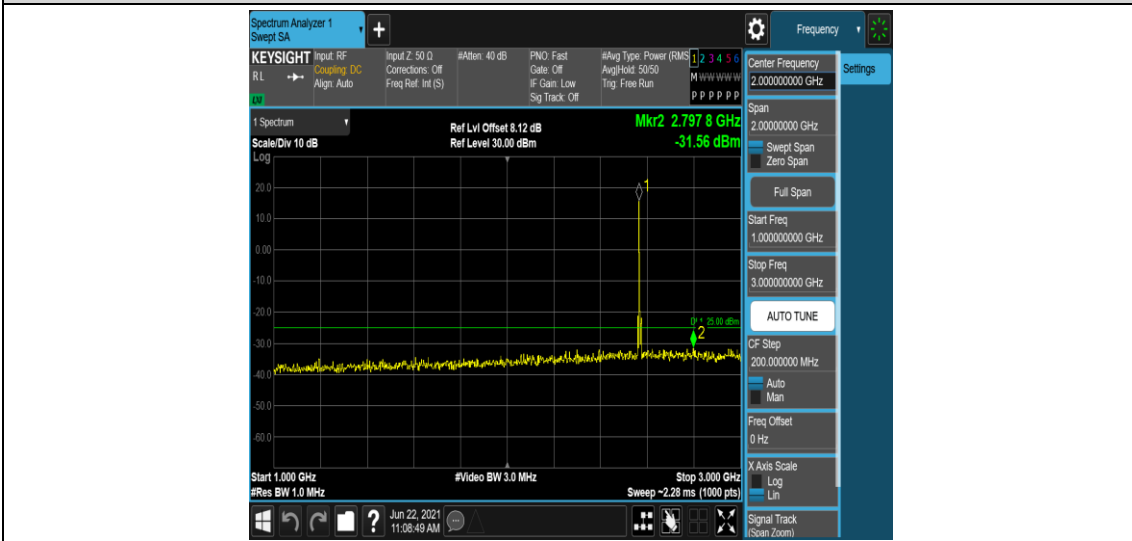 Spectrum Analyzer 1
Swept SA
+
Frequency
KEYSIGHT
R L
LXI
Input: RF
Coupling: DC
Align: Auto
Input Z: 50 Ω
Corrections: Off
Freq Ref: Int (S)
#Atten: 40 dB
PNO: Fast
Gate: Off
IF Gain: Low
Sig Track: Off
#Avg Type: Power (RMS
Avg|Hold: 50/50
Trig: Free Run
1 2 3 4 5 6
M W W W W W
P P P P P P
1 Spectrum
Scale/Div 10 dB
Log
Ref Lvl Offset 8.12 dB
Ref Level 30.00 dBm
Mkr2 2.797 8 GHz
-31.56 dBm
20.0
10.0
0.00
-10.0
-20.0
-30.0
-40.0
-50.0
-60.0
1
25.00 dBm
2
Start 1.000 GHz
#Res BW 1.0 MHz
#Video BW 3.0 MHz
Stop 3.000 GHz
Sweep ~2.28 ms (1000 pts)
Jun 22, 2021
11:08:49 AM
?
Center Frequency
2.000000000 GHz
Settings
Span
2.00000000 GHz
Swept Span
Zero Span
Full Span
Start Freq
1.000000000 GHz
Stop Freq
3.000000000 GHz
AUTO TUNE
CF Step
200.000000 MHz
Auto
Man
Freq Offset
0 Hz
X Axis Scale
Log
Lin
Signal Track
(Span Zoom)